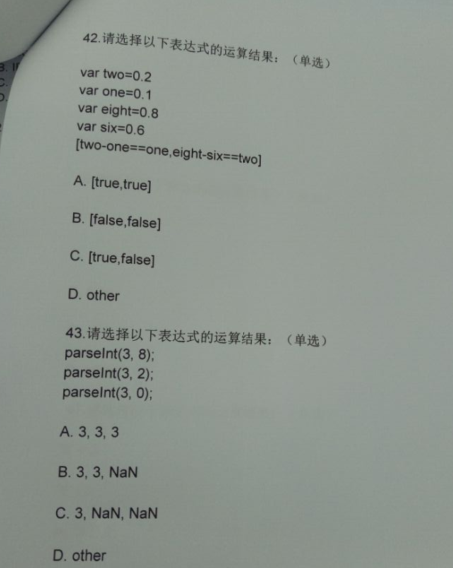 42.请选择以下表达式的运算结果：（单选）
var two=0.2
var one=0.1
var eight=0.8
var six=0.6
[two-one==one,eight-six==two]
A. [true,true]
B. [false,false]
C. [true,false]
D. other
43.请选择以下表达式的运算结果：（单选）
parseInt(3, 8);
parseInt(3, 2);
parseInt(3, 0);
A. 3, 3, 3
B. 3, 3, NaN
C. 3, NaN, NaN
D. other